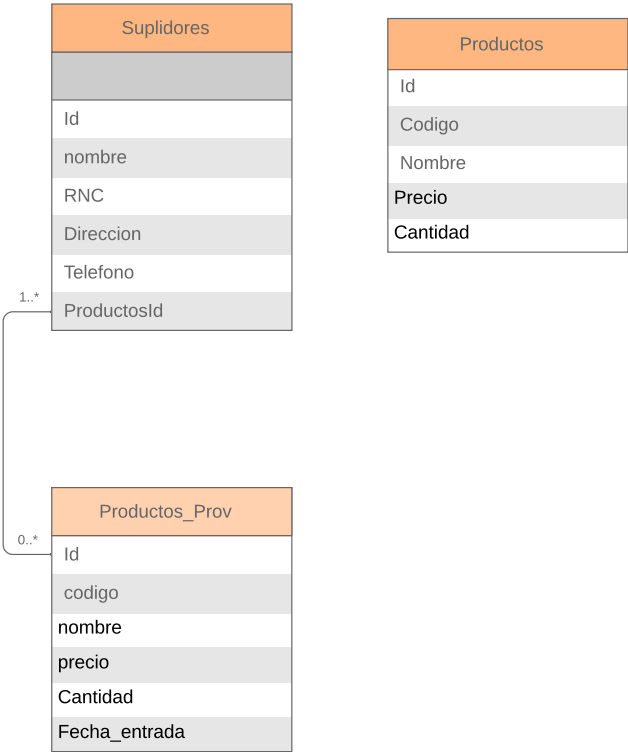 Suplidores
Id
nombre
RNC
Direccion
Telefono
ProductosId
1..*
Productos
Id
Codigo
Nombre
Precio
Cantidad
0..*
Productos_Prov
Id
codigo
nombre
precio
Cantidad
Fecha_entrada